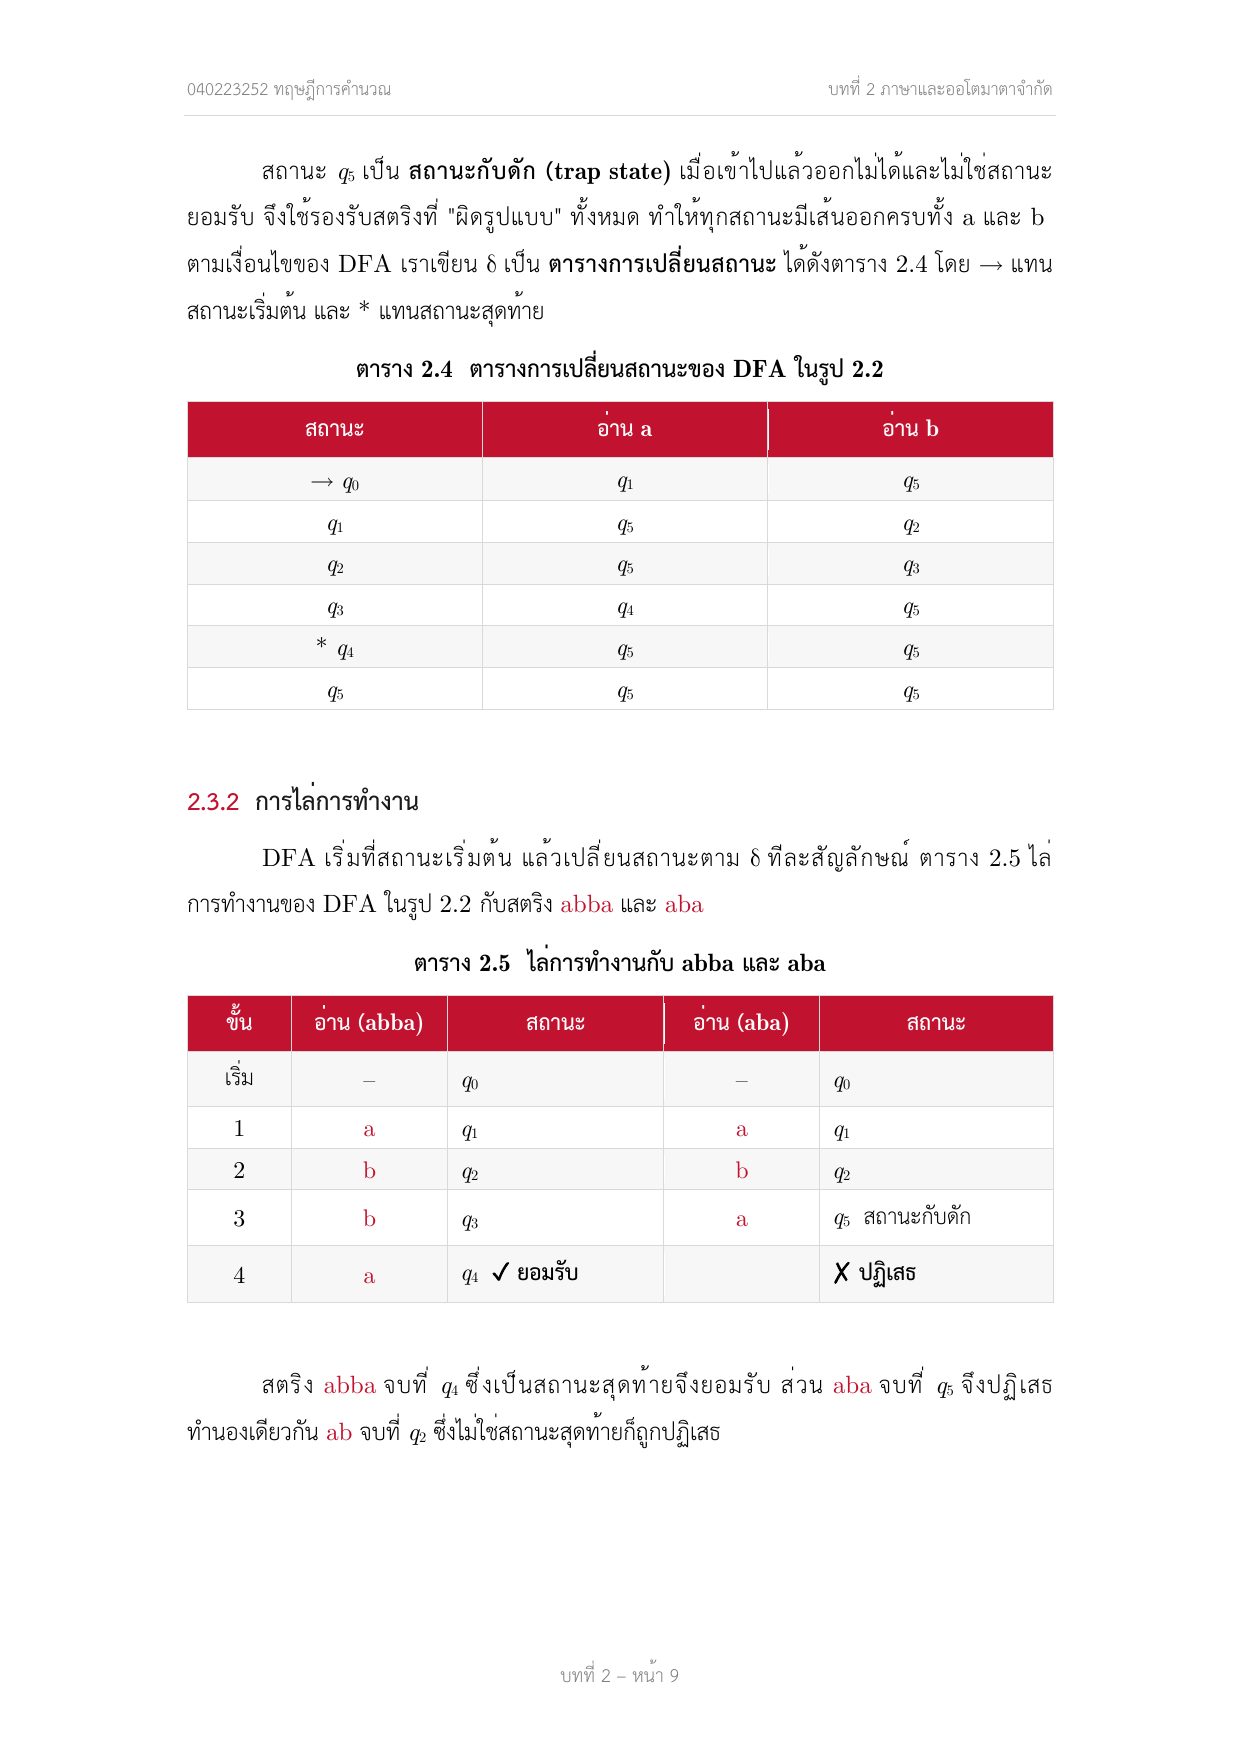 040223252 ทฤษฎีการคำนวณ บทที่ 2 ภาษาและออโตมาตาจำกัด
สถานะ q5 เป็น สถานะกับดัก (trap state) เมื่อเข้าไปแล้วออกไม่ได้และไม่ใช่สถานะ
ยอมรับ จึงใช้รองรับสตริงที่ "ผิดรูปแบบ" ทั้งหมด ทำให้ทุกสถานะมีเส้นออกครบทั้ง a และ b
ตามเงื่อนไขของ DFA เราเขียน δ เป็น ตารางการเปลี่ยนสถานะ ได้ดังตาราง 2.4 โดย → แทน
สถานะเริ่มต้น และ * แทนสถานะสุดท้าย
ตาราง 2.4 ตารางการเปลี่ยนสถานะของ DFA ในรูป 2.2
สถานะ อ่าน a อ่าน b
→ q0 q1 q5
q1 q5 q2
q2 q5 q3
q3 q4 q5
* q4 q5 q5
q5 q5 q5
2.3.2 การไล่การทำงาน
DFA เริ่มที่สถานะเริ่มต้น แล้วเปลี่ยนสถานะตาม δ ทีละสัญลักษณ์ ตาราง 2.5 ไล่
การทำงานของ DFA ในรูป 2.2 กับสตริง abba และ aba
ตาราง 2.5 ไล่การทำงานกับ abba และ aba
ขั้น อ่าน (abba) สถานะ อ่าน (aba) สถานะ
เริ่ม – q0 – q0
1 a q1 a q1
2 b q2 b q2
3 b q3 a q5 สถานะกับดัก
4 a q4 ✓ ยอมรับ ✗ ปฏิเสธ
สตริง abba จบที่ q4 ซึ่งเป็นสถานะสุดท้ายจึงยอมรับ ส่วน aba จบที่ q5 จึงปฏิเสธ
ทำนองเดียวกัน ab จบที่ q2 ซึ่งไม่ใช่สถานะสุดท้ายก็ถูกปฏิเสธ
บทที่ 2 – หน้า 9